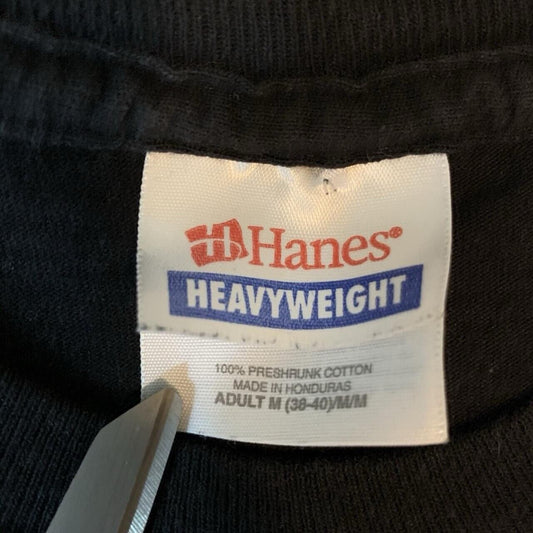 Hanes®
HEAVYWEIGHT
100% PRESHRUNK COTTON
MADE IN HONDURAS
ADULT M (38-40)/M/M